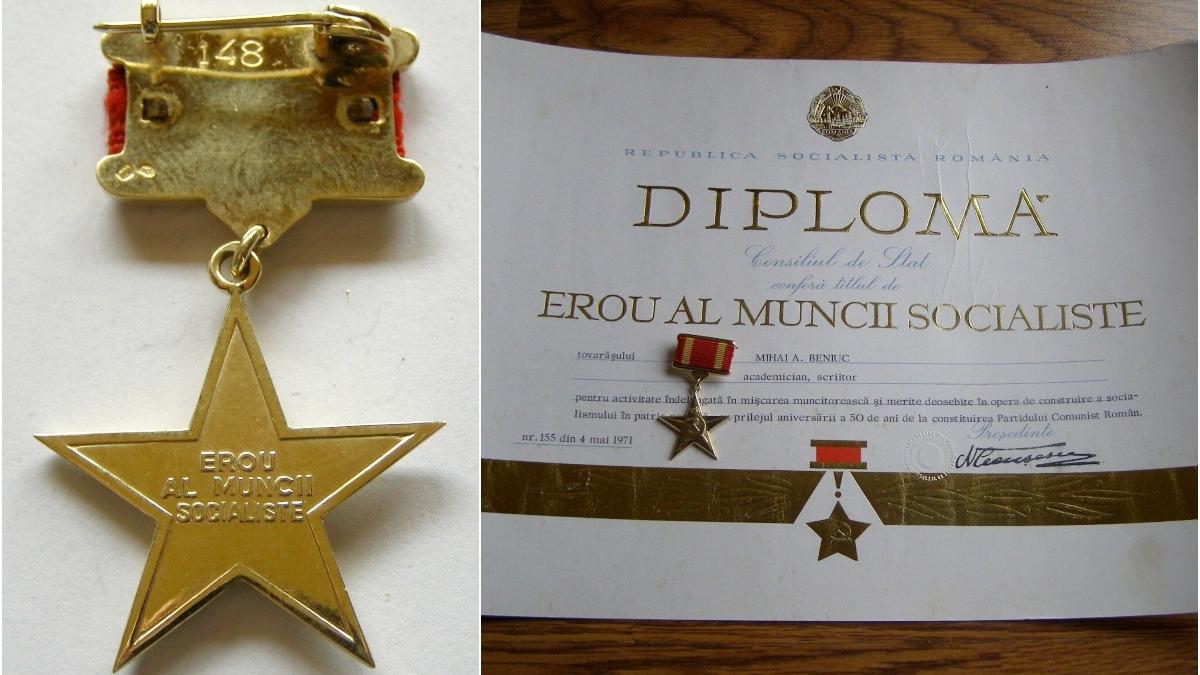 148
EROU
AL MUNCII
SOCIALISTE
ROMÂNIA
REPUBLICA SOCIALISTĂ ROMÂNIA
DIPLOMĂ
Consiliul de Stat
conferă titlul de
EROU AL MUNCII SOCIALISTE
tovarăşului MIHAI A. BENIUC
academician, scriitor
pentru activitate îndelungată în mişcarea muncitorească şi merite deosebite în opera de construire a socia-
lismului în prilejul aniversării a 50 de ani de la constituirea Partidului Comunist Român.
nr. 155 din 4 mai 1971
Preşedinte